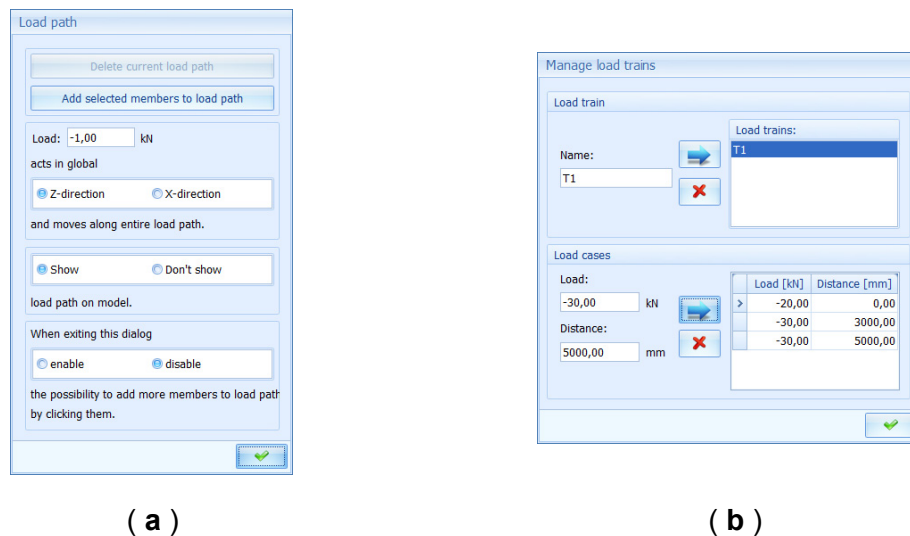 Load path
Delete current load path
Add selected members to load path
Load: -1,00 kN
acts in global
Z-direction X-direction
and moves along entire load path.
Show Don't show
load path on model.
When exiting this dialog
enable disable
the possibility to add more members to load path
by clicking them.
( a )
Manage load trains
Load train
Name:
T1
Load trains:
T1
Load cases
Load:
-30,00 kN
Distance:
5000,00 mm
Load [kN] Distance [mm]
> -20,00 0,00
-30,00 3000,00
-30,00 5000,00
( b )